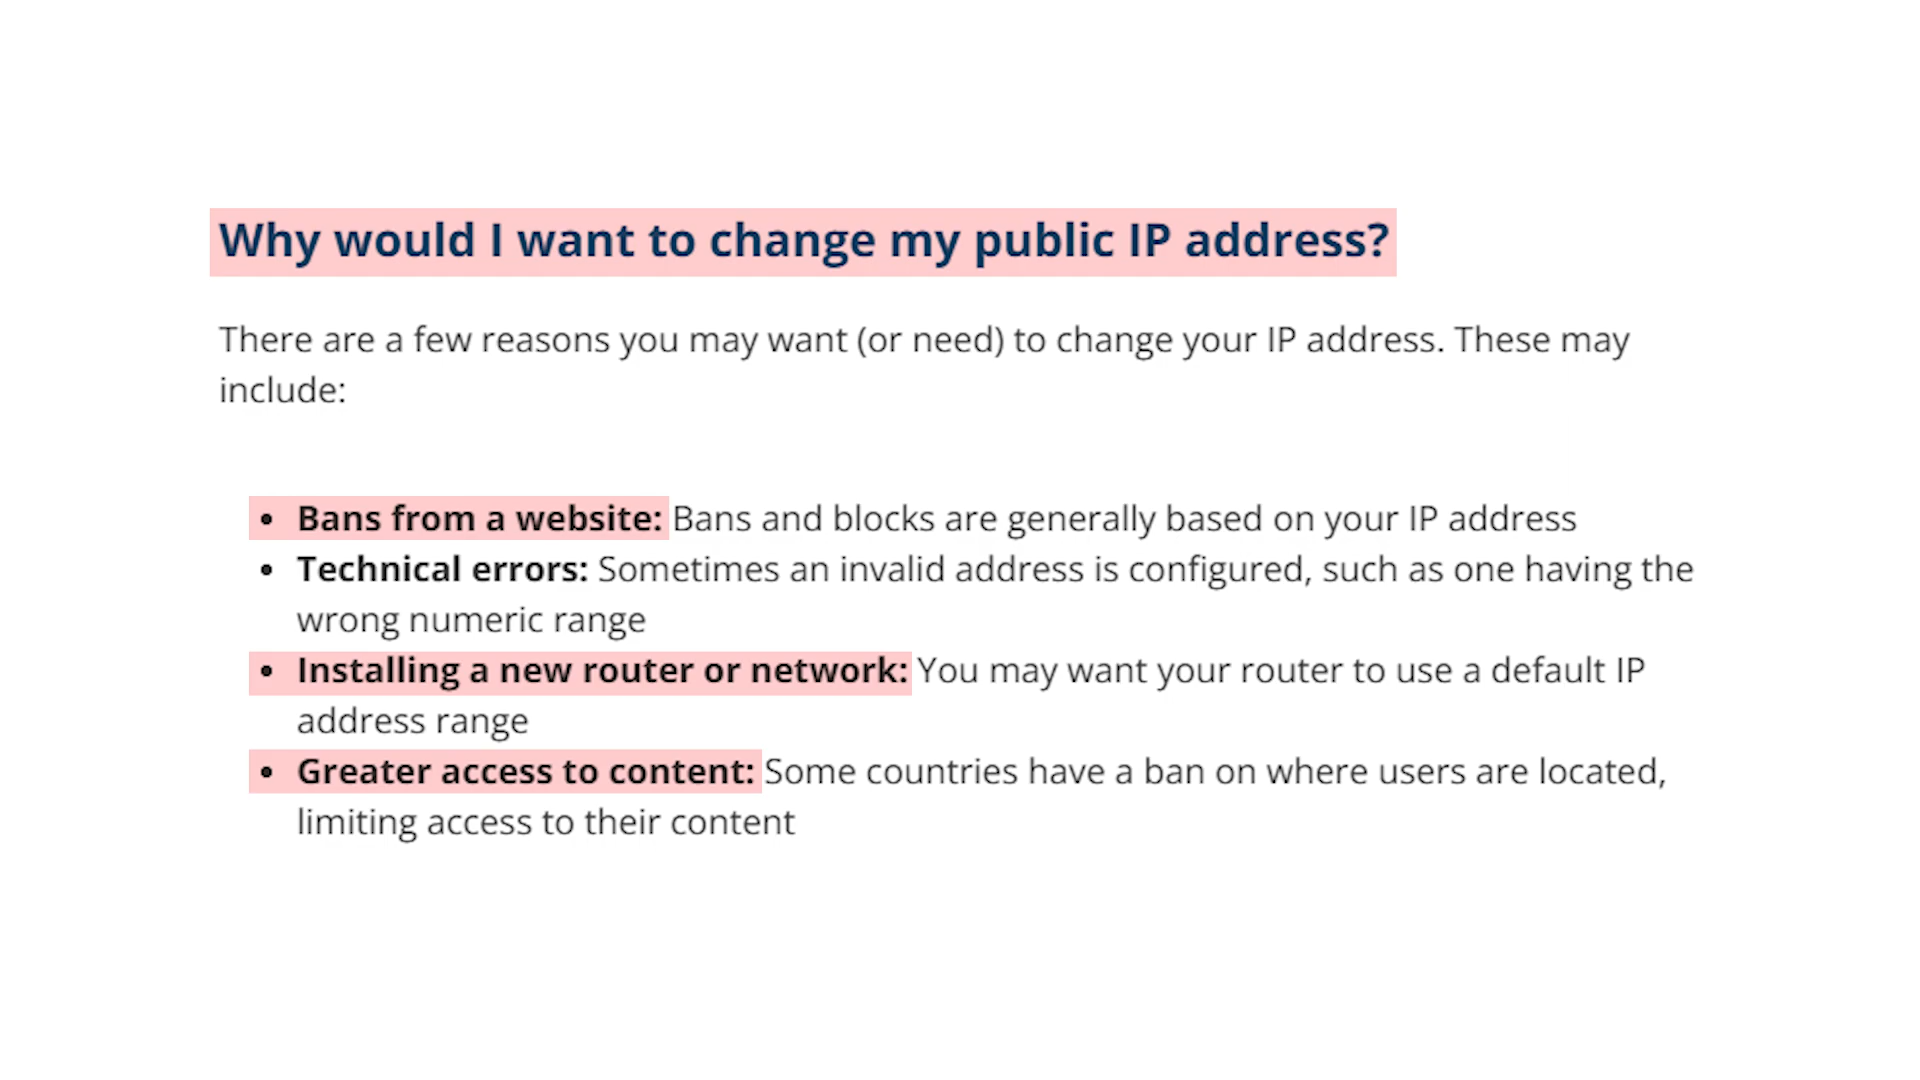 Why would I want to change my public IP address?
There are a few reasons you may want (or need) to change your IP address. These may
include:
• Bans from a website: Bans and blocks are generally based on your IP address
• Technical errors: Sometimes an invalid address is configured, such as one having the
wrong numeric range
• Installing a new router or network: You may want your router to use a default IP
address range
• Greater access to content: Some countries have a ban on where users are located,
limiting access to their content